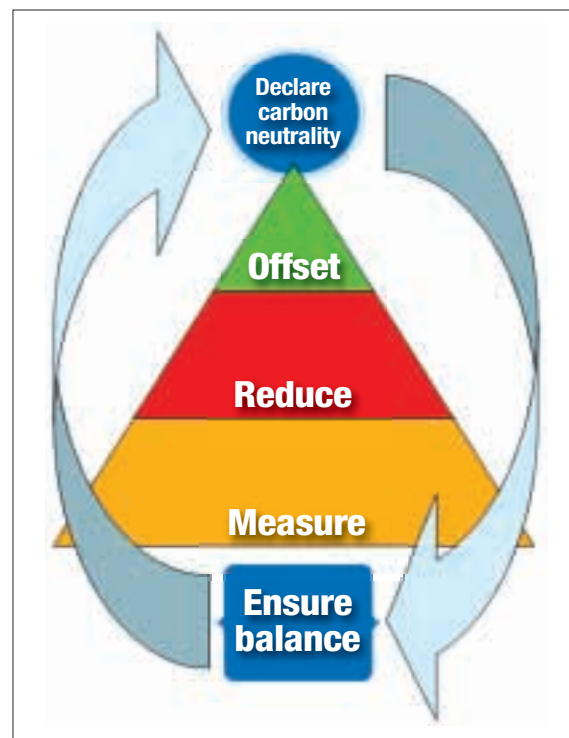 Declare
carbon
neutrality
Offset
Reduce
Measure
Ensure
balance